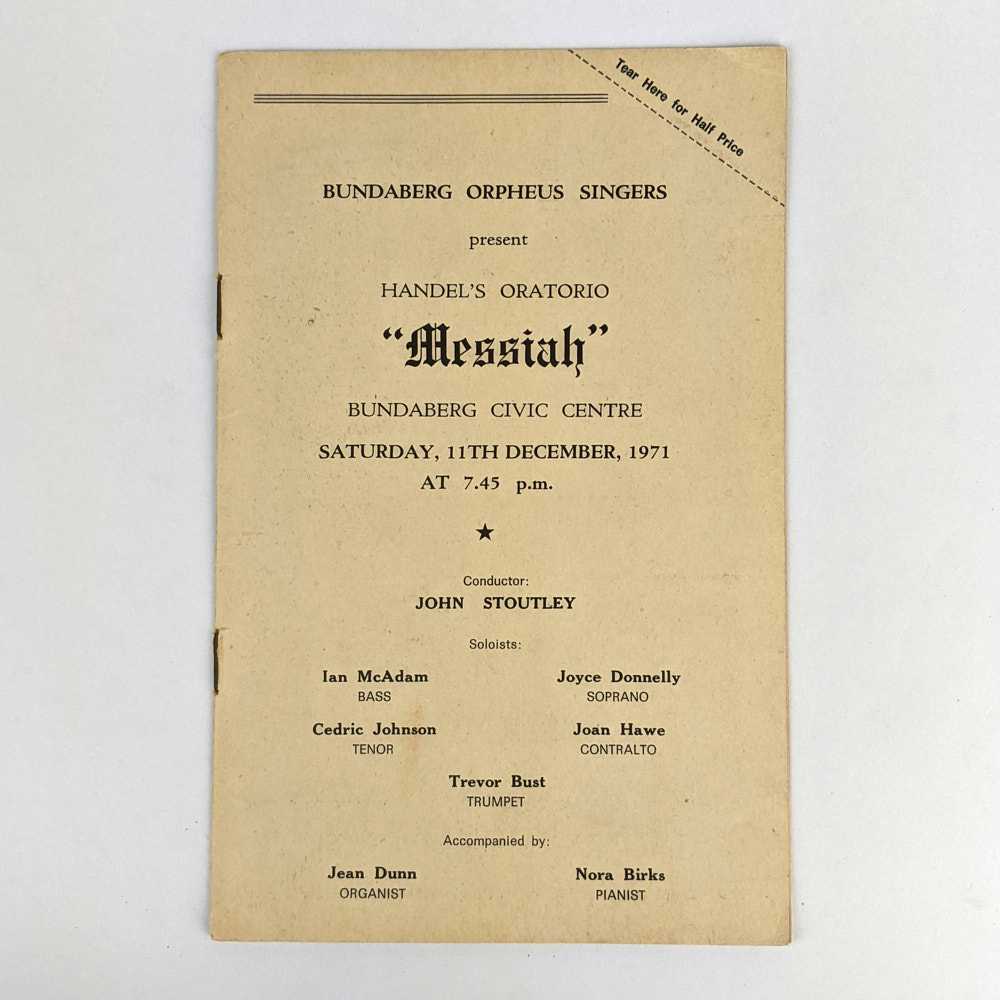 Tear Here for Half Price
BUNDABERG ORPHEUS SINGERS
present
HANDEL'S ORATORIO
"Messiah"
BUNDABERG CIVIC CENTRE
SATURDAY, 11TH DECEMBER, 1971
AT 7.45 p.m.
★
Conductor:
JOHN STOUTLEY
Soloists:
Ian McAdam Joyce Donnelly
BASS SOPRANO
Cedric Johnson Joan Hawe
TENOR CONTRALTO
Trevor Bust
TRUMPET
Accompanied by:
Jean Dunn Nora Birks
ORGANIST PIANIST